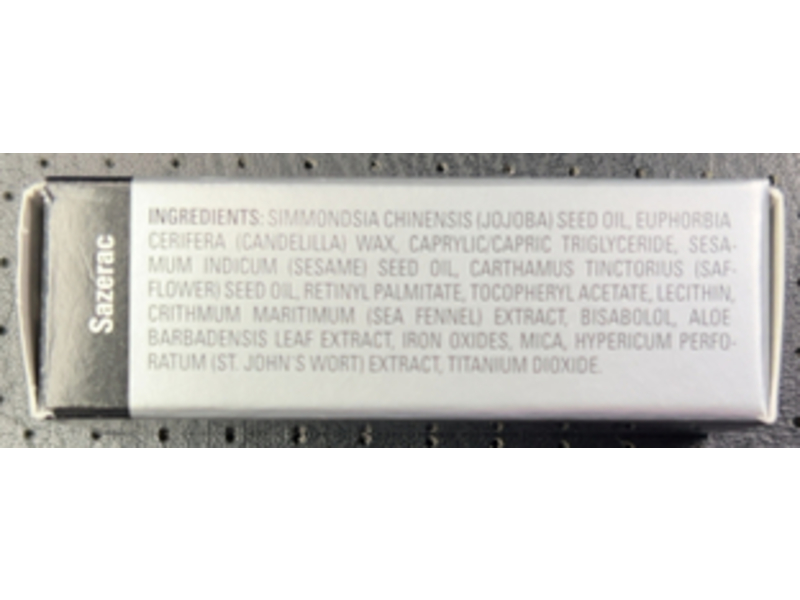 Sazerac
INGREDIENTS: SIMMONDSIA CHINENSIS (JOJOBA) SEED OIL, EUPHORBIA
CERIFERA (CANDELILLA) WAX, CAPRYLIC/CAPRIC TRIGLYCERIDE, SESA-
MUM INDICUM (SESAME) SEED OIL, CARTHAMUS TINCTORIUS (SAF-
FLOWER) SEED OIL, RETINYL PALMITATE, TOCOPHERYL ACETATE, LECITHIN,
CRITHMUM MARITIMUM (SEA FENNEL) EXTRACT, BISABOLOL, ALOE
BARBADENSIS LEAF EXTRACT, IRON OXIDES, MICA, HYPERICUM PERFO-
RATUM (ST. JOHN'S WORT) EXTRACT, TITANIUM DIOXIDE.